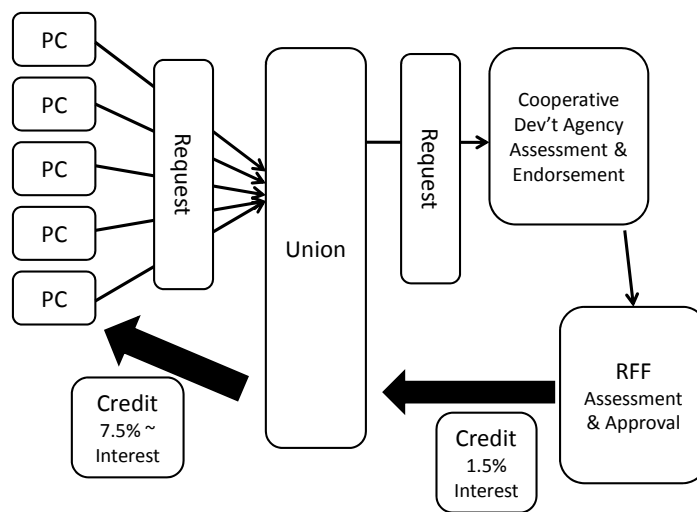 PC
PC
PC
PC
PC
Request
Union
Request
Cooperative
Dev't Agency
Assessment &
Endorsement
RFF
Assessment
& Approval
Credit
7.5% ~
Interest
Credit
1.5%
Interest